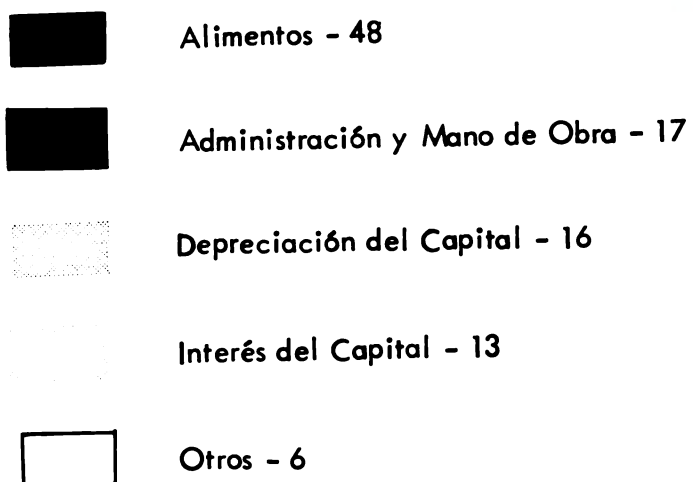 Alimentos - 48
Administración y Mano de Obra - 17
Depreciación del Capital - 16
Interés del Capital - 13
Otros - 6